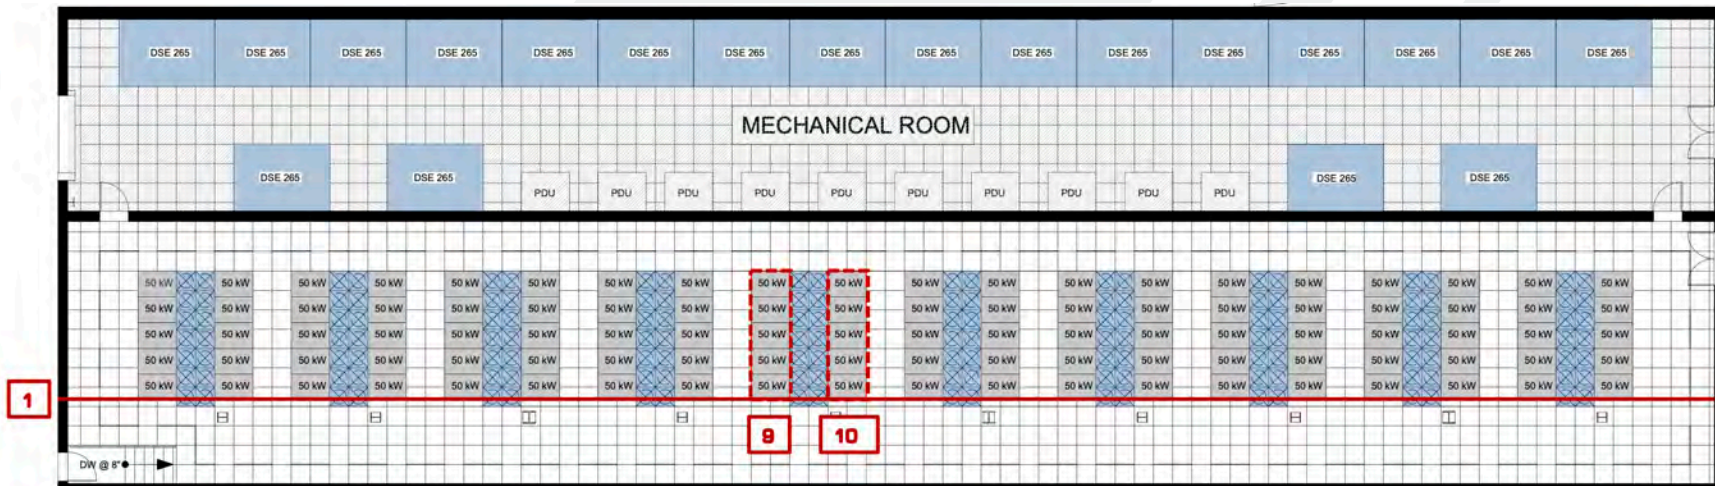 DSE 265 DSE 265 DSE 265 DSE 265 DSE 265 DSE 265 DSE 265 DSE 265 DSE 265 DSE 265 DSE 265 DSE 265 DSE 265 DSE 265 DSE 265 DSE 265
MECHANICAL ROOM
DSE 265 DSE 265 PDU PDU PDU PDU PDU PDU PDU PDU PDU PDU DSE 265 DSE 265
50 kW 50 kW 50 kW 50 kW 50 kW 50 kW 50 kW 50 kW 50 kW 50 kW 50 kW 50 kW 50 kW 50 kW 50 kW 50 kW 50 kW 50 kW 50 kW 50 kW
50 kW 50 kW 50 kW 50 kW 50 kW 50 kW 50 kW 50 kW 50 kW 50 kW 50 kW 50 kW 50 kW 50 kW 50 kW 50 kW 50 kW 50 kW 50 kW 50 kW
50 kW 50 kW 50 kW 50 kW 50 kW 50 kW 50 kW 50 kW 50 kW 50 kW 50 kW 50 kW 50 kW 50 kW 50 kW 50 kW 50 kW 50 kW 50 kW 50 kW
50 kW 50 kW 50 kW 50 kW 50 kW 50 kW 50 kW 50 kW 50 kW 50 kW 50 kW 50 kW 50 kW 50 kW 50 kW 50 kW 50 kW 50 kW 50 kW 50 kW
50 kW 50 kW 50 kW 50 kW 50 kW 50 kW 50 kW 50 kW 50 kW 50 kW 50 kW 50 kW 50 kW 50 kW 50 kW 50 kW 50 kW 50 kW 50 kW 50 kW
1
9 10
DW @ 8"